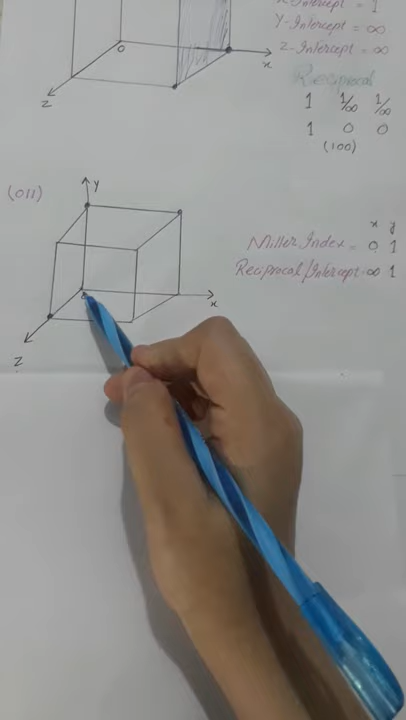 X-Intercept = 1
Y-Intercept = ∞
Z-Intercept = ∞
O
x
z
Reciprocal
1 1/∞ 1/∞
1 0 0
(100)
(011)
y
x y
Miller Index = 0 1
Reciprocal/Intercept = ∞ 1
x
z